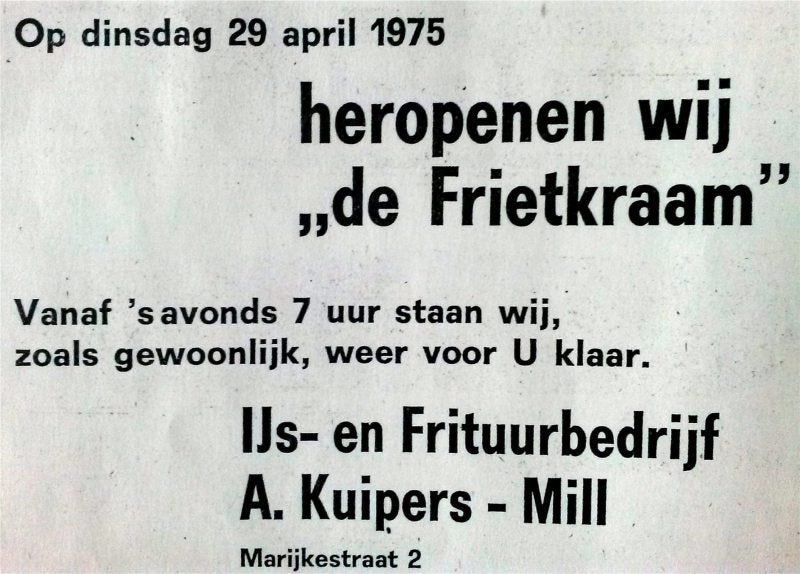 Op dinsdag 29 april 1975
heropenen wij
„de Frietkraam”
Vanaf 's avonds 7 uur staan wij,
zoals gewoonlijk, weer voor U klaar.
IJs- en Frituurbedrijf
A. Kuipers - Mill
Marijkestraat 2